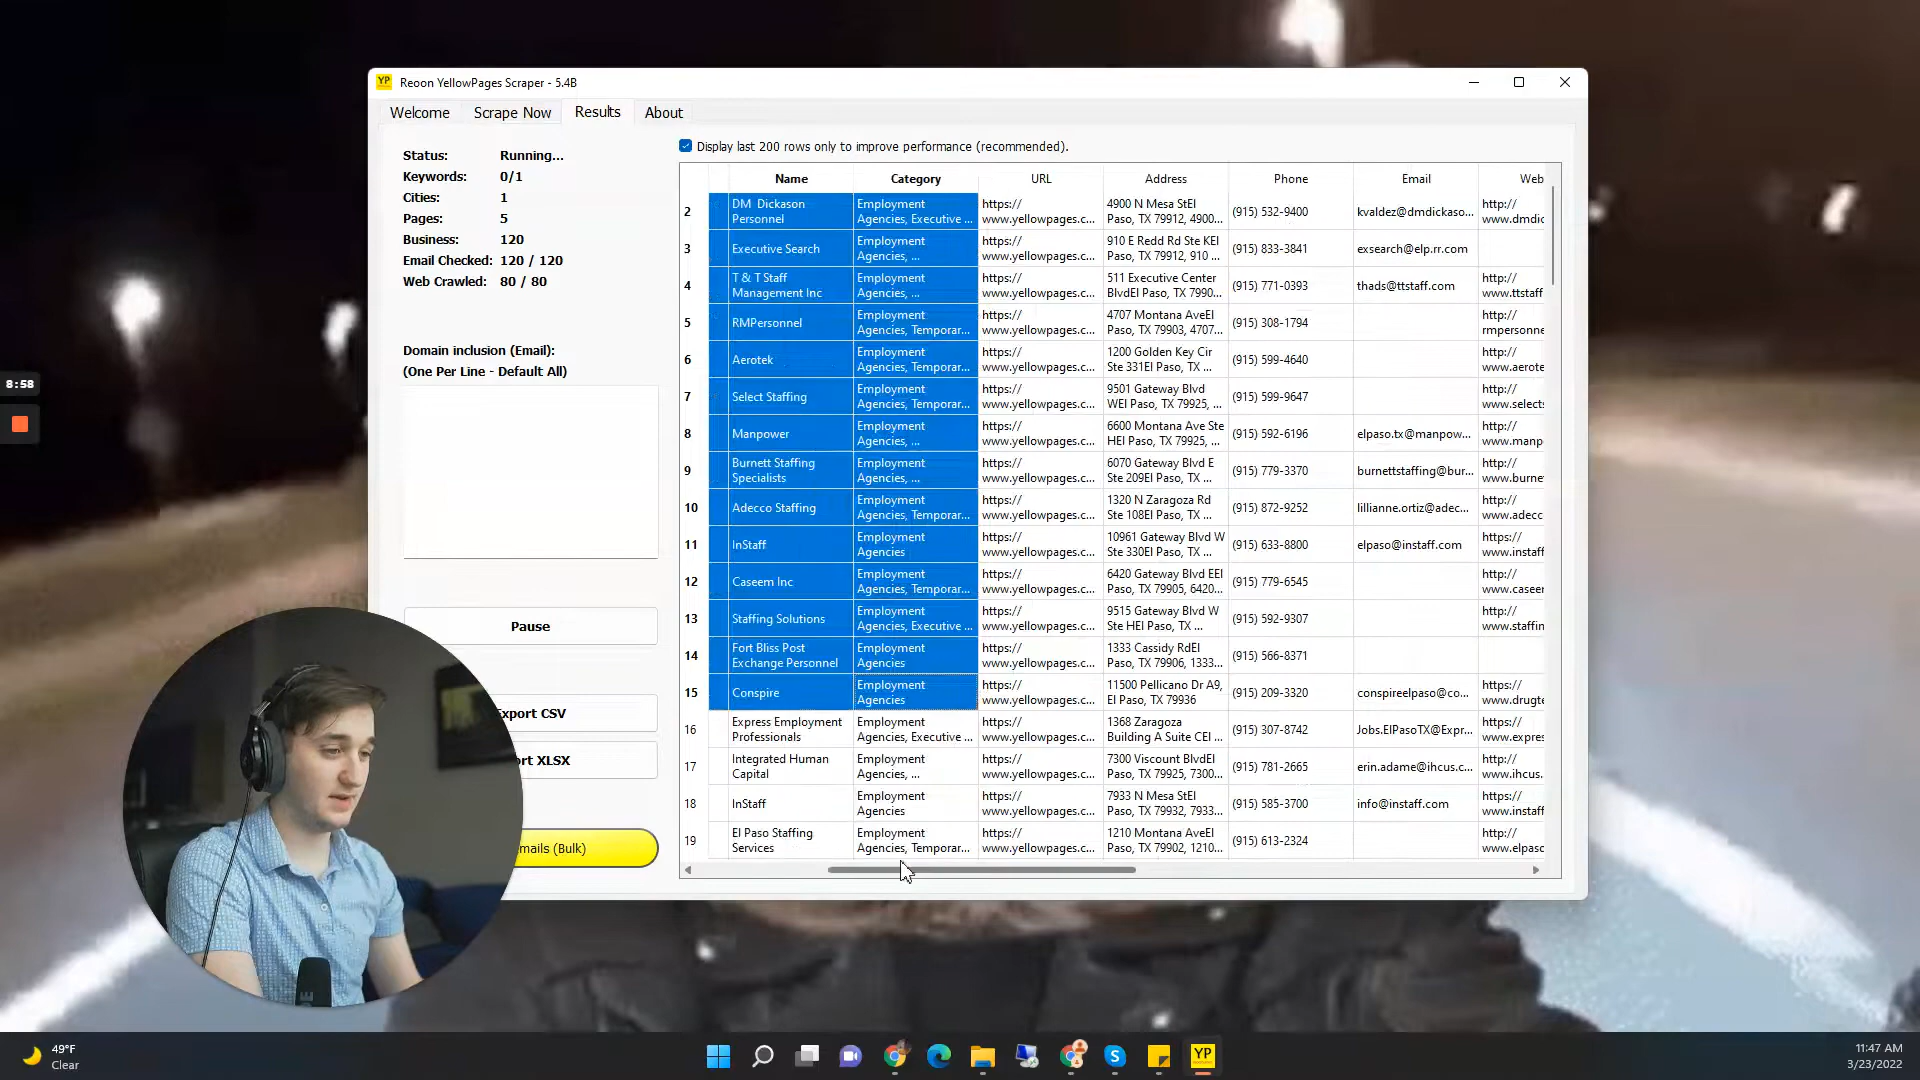 YP Reoon YellowPages Scraper - 5.4B
Welcome Scrape Now Results About
Status: Running...
Keywords: 0/1
Cities: 1
Pages: 5
Business: 120
Email Checked: 120 / 120
Web Crawled: 80 / 80
Domain inclusion (Email):
(One Per Line - Default All)
Pause
Export CSV
ort XLSX
mails (Bulk)
Display last 200 rows only to improve performance (recommended).
Name Category URL Address Phone Email Web
2 DM Dickason Personnel Employment Agencies, Executive ... https:// www.yellowpages.c... 4900 N Mesa StEl Paso, TX 79912, 4900... (915) 532-9400 kvaldez@dmdickaso... http:// www.dmdic
3 Executive Search Employment Agencies, ... https:// www.yellowpages.c... 910 E Redd Rd Ste KEl Paso, TX 79912, 910 ... (915) 833-3841 exsearch@elp.rr.com
4 T & T Staff Management Inc Employment Agencies, ... https:// www.yellowpages.c... 511 Executive Center BlvdEl Paso, TX 7990... (915) 771-0393 thads@ttstaff.com http:// www.ttstaff
5 RMPersonnel Employment Agencies, Temporar... https:// www.yellowpages.c... 4707 Montana AveEl Paso, TX 79903, 4707... (915) 308-1794 http:// rmpersonne
6 Aerotek Employment Agencies, Temporar... https:// www.yellowpages.c... 1200 Golden Key Cir Ste 331El Paso, TX ... (915) 599-4640 http:// www.aerote
7 Select Staffing Employment Agencies, Temporar... https:// www.yellowpages.c... 9501 Gateway Blvd WEl Paso, TX 79925, ... (915) 599-9647 http:// www.selects
8 Manpower Employment Agencies, ... https:// www.yellowpages.c... 6600 Montana Ave Ste HEl Paso, TX 79925, ... (915) 592-6196 elpaso.tx@manpow... http:// www.manp
9 Burnett Staffing Specialists Employment Agencies, ... https:// www.yellowpages.c... 6070 Gateway Blvd E Ste 209El Paso, TX ... (915) 779-3370 burnettstaffing@bur... http:// www.burne
10 Adecco Staffing Employment Agencies, Temporar... https:// www.yellowpages.c... 1320 N Zaragoza Rd Ste 108El Paso, TX ... (915) 872-9252 lillianne.ortiz@adec... http:// www.adecc
11 InStaff Employment Agencies https:// www.yellowpages.c... 10961 Gateway Blvd W Ste 330El Paso, TX ... (915) 633-8800 elpaso@instaff.com http:// www.instaff
12 Caseem Inc Employment Agencies, Temporar... https:// www.yellowpages.c... 6420 Gateway Blvd EEl Paso, TX 79905, 6420... (915) 779-6545 http:// www.caseer
13 Staffing Solutions Employment Agencies, Executive ... https:// www.yellowpages.c... 9515 Gateway Blvd W Ste HEl Paso, TX ... (915) 592-9307 http:// www.staffin
14 Fort Bliss Post Exchange Personnel Employment Agencies https:// www.yellowpages.c... 1333 Cassidy RdEl Paso, TX 79906, 1333... (915) 566-8371
15 Conspire Employment Agencies https:// www.yellowpages.c... 11500 Pellicano Dr A9, El Paso, TX 79936 (915) 209-3320 conspireelpaso@co... https:// www.drugte
16 Express Employment Professionals Employment Agencies, Executive ... https:// www.yellowpages.c... 1368 Zaragoza Building A Suite CEl ... (915) 307-8742 Jobs.ElPasoTX@Expr... https:// www.expres
17 Integrated Human Capital Employment Agencies, ... https:// www.yellowpages.c... 7300 Viscount BlvdEl Paso, TX 79925, 7300... (915) 781-2665 erin.adame@ihcus.c... https:// www.ihcus.
18 InStaff Employment Agencies https:// www.yellowpages.c... 7933 N Mesa StEl Paso, TX 79932, 7933... (915) 585-3700 info@instaff.com https:// www.instaff
19 El Paso Staffing Services Employment Agencies, Temporar... https:// www.yellowpages.c... 1210 Montana AveEl Paso, TX 79902, 1210... (915) 613-2324 http:// www.elpasc
8:58
49°F
Clear
YP
11:47 AM
3/23/2022